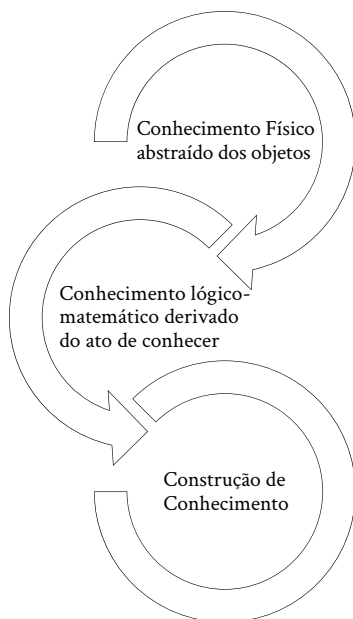 Conhecimento Físico
abstraído dos objetos
Conhecimento lógico-
matemático derivado
do ato de conhecer
Construção de
Conhecimento